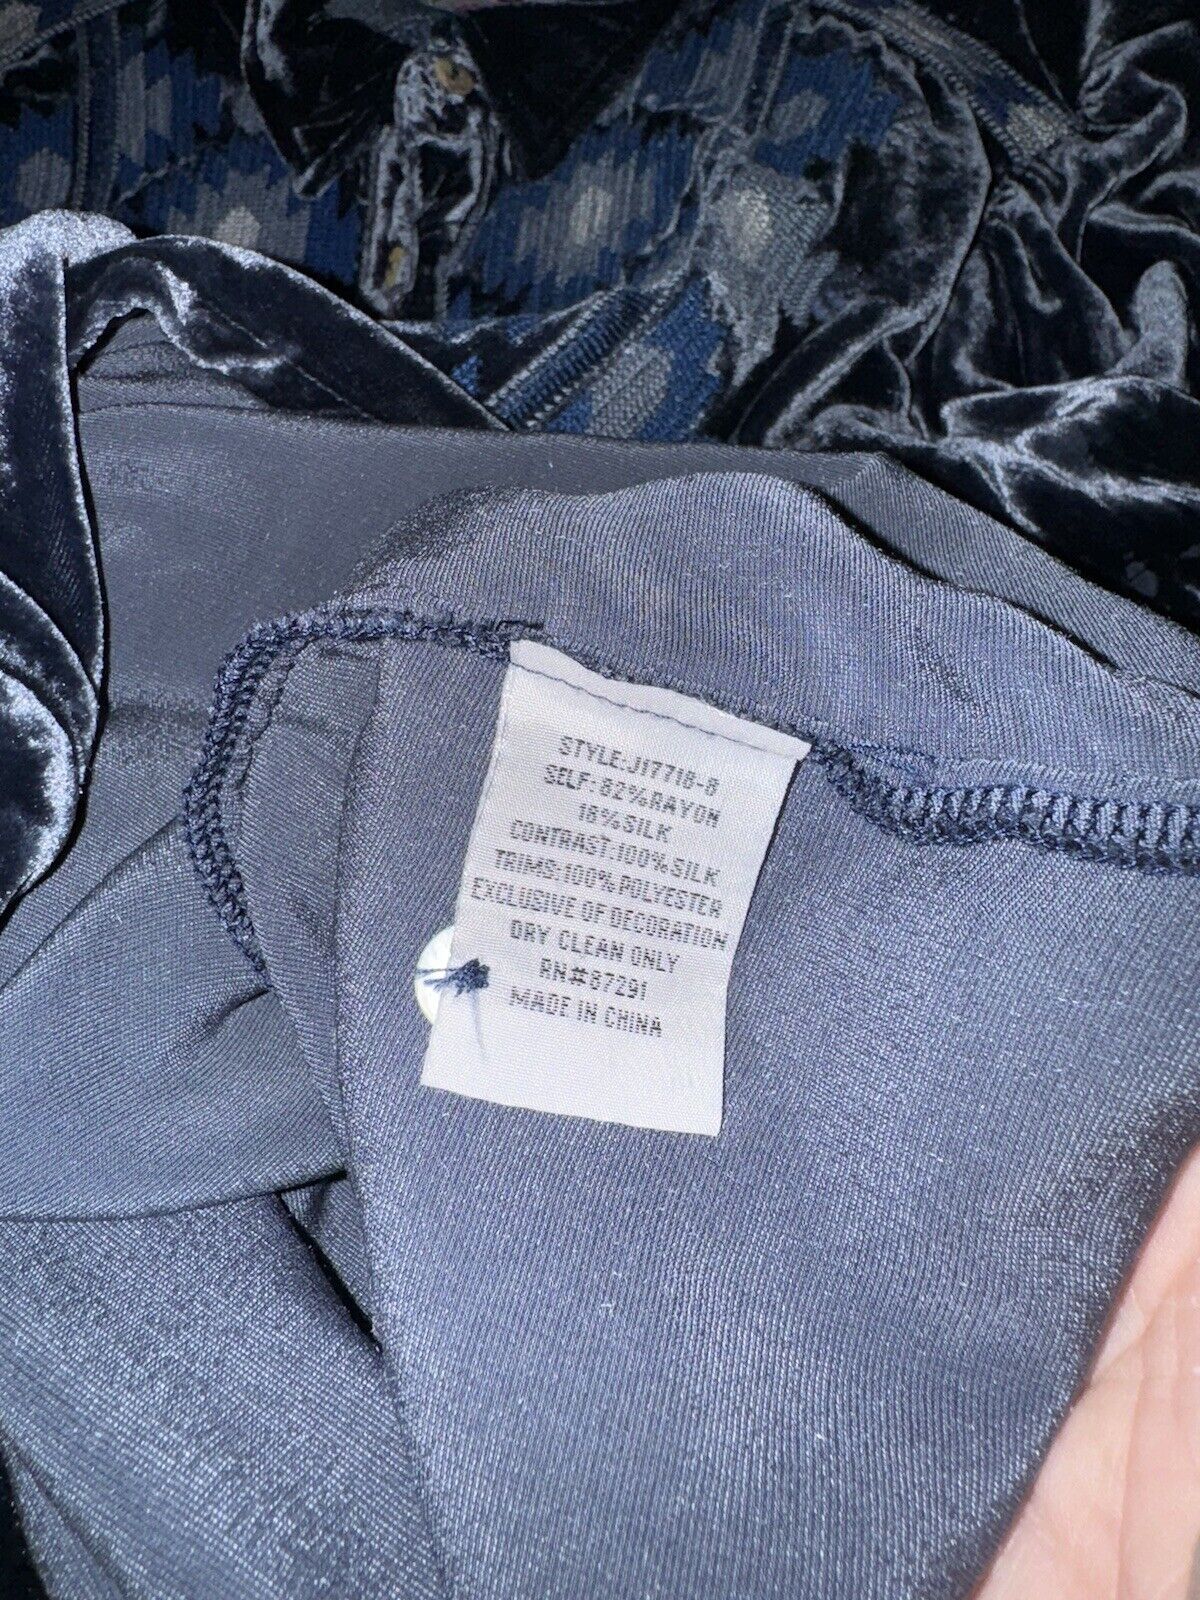 STYLE:J17718-8
SELF:82%RAYON
18%SILK
CONTRAST:100%SILK
TRIMS:100%POLYESTER
EXCLUSIVE OF DECORATION
DRY CLEAN ONLY
RN#87291
MADE IN CHINA